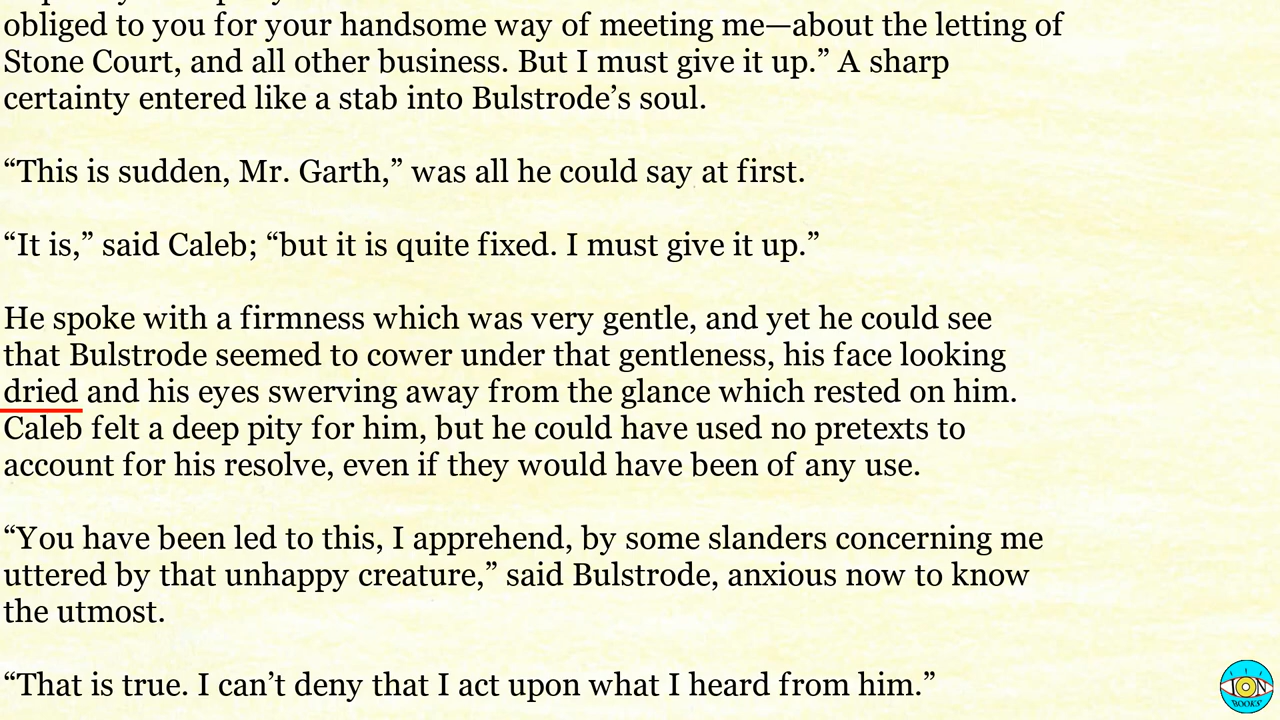 obliged to you for your handsome way of meeting me—about the letting of
Stone Court, and all other business. But I must give it up.” A sharp
certainty entered like a stab into Bulstrode’s soul.
“This is sudden, Mr. Garth,” was all he could say at first.
“It is,” said Caleb; “but it is quite fixed. I must give it up.”
He spoke with a firmness which was very gentle, and yet he could see
that Bulstrode seemed to cower under that gentleness, his face looking
dried and his eyes swerving away from the glance which rested on him.
Caleb felt a deep pity for him, but he could have used no pretexts to
account for his resolve, even if they would have been of any use.
“You have been led to this, I apprehend, by some slanders concerning me
uttered by that unhappy creature,” said Bulstrode, anxious now to know
the utmost.
“That is true. I can’t deny that I act upon what I heard from him.”
ION
BOOKS